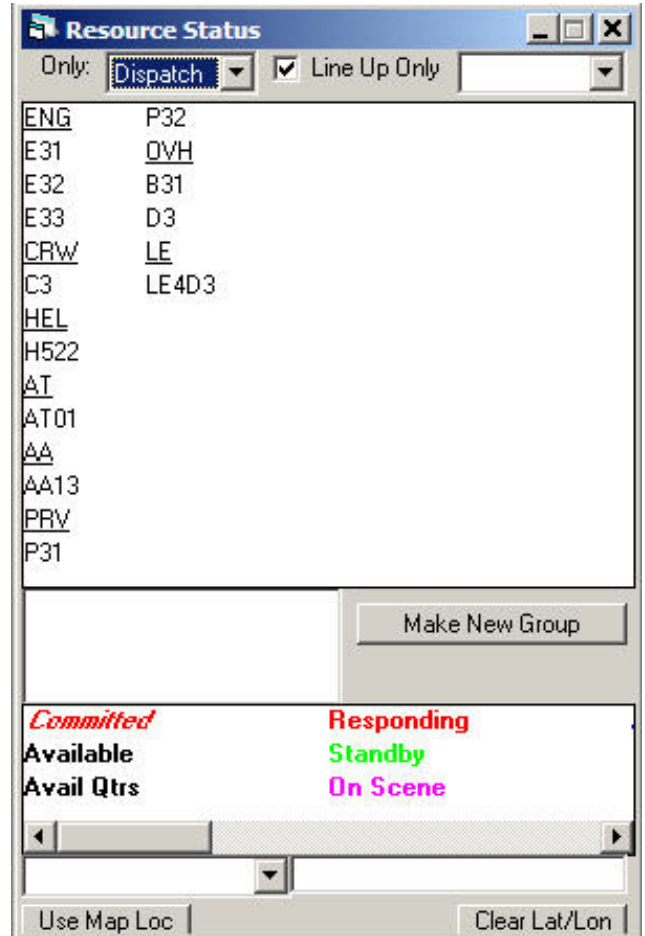 Resource Status
Only: Dispatch Line Up Only
ENG P32
E31 OVH
E32 B31
E33 D3
CRW LE
C3 LE4D3
HEL
H522
AT
AT01
AA
AA13
PRV
P31
Make New Group
Committed Responding
Available Standby
Avail Qtrs On Scene
Use Map Loc Clear Lat/Lon